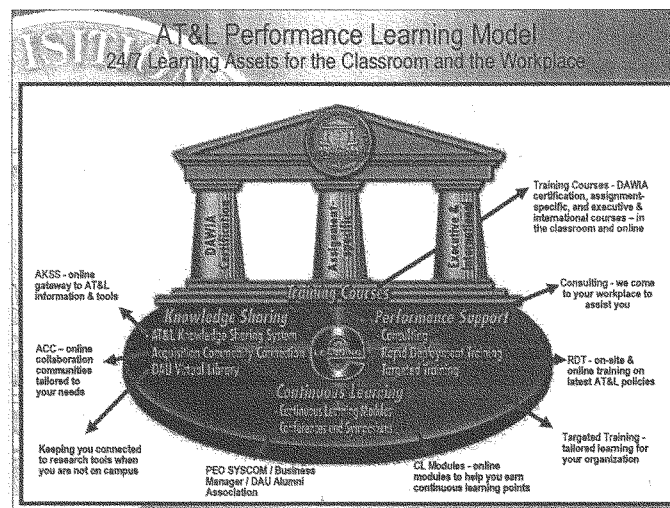 AT&L Performance Learning Model
24/7 Learning Assets for the Classroom and the Workplace
DAWIA
Certification
Assignment-
specific
Executive &
International
Training Courses - DAWIA
certification, assignment-
specific, and executive &
international courses – in
the classroom and online
AKSS - online
gateway to AT&L
information & tools
Training Courses
Consulting - we come
to your workplace to
assist you
Knowledge Sharing
AT&L Knowledge Sharing System
Acquisition Community Connection
DAU Virtual Library
Performance Support
Consulting
Rapid Deployment Training
Targeted Training
ACC – online
collaboration
communities
tailored to
your needs
RDT - on-site &
online training on
latest AT&L policies
Continuous Learning
Continuous Learning Modules
Conferences and Symposiums
Keeping you connected
to research tools when
you are not on campus
PEO SYSCOM / Business
Manager / DAU Alumni
Association
CL Modules - online
modules to help you earn
continuous learning points
Targeted Training -
tailored learning for
your organization